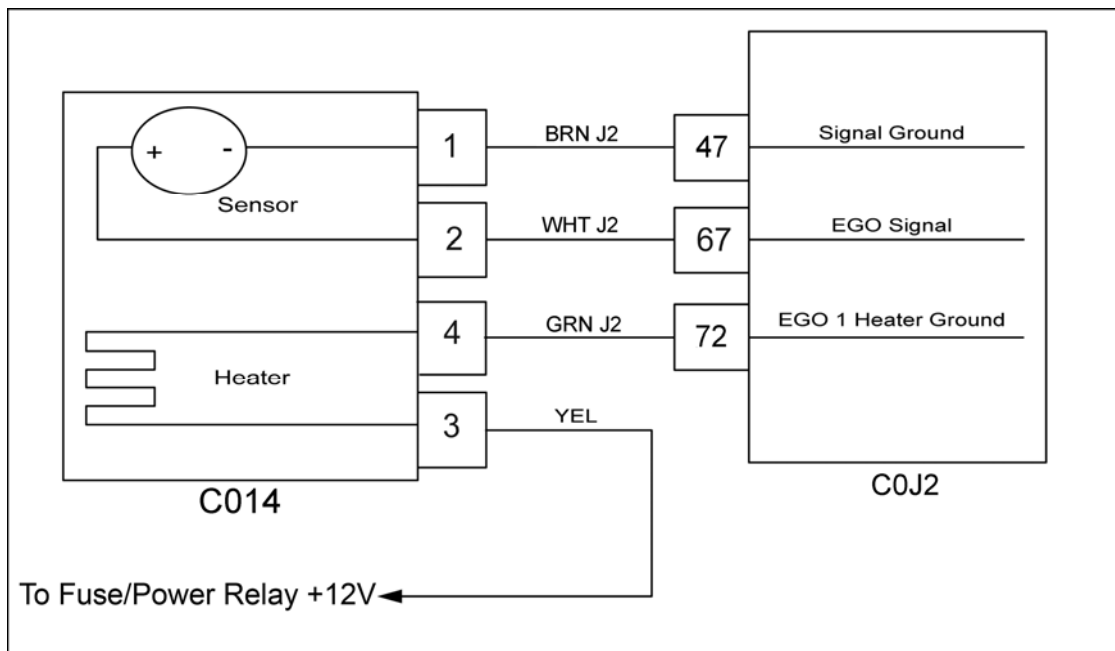 1
BRN J2
47
Signal Ground
+ -
Sensor
2
WHT J2
67
EGO Signal
4
GRN J2
72
EGO 1 Heater Ground
Heater
3
YEL
C014
C0J2
To Fuse/Power Relay +12V